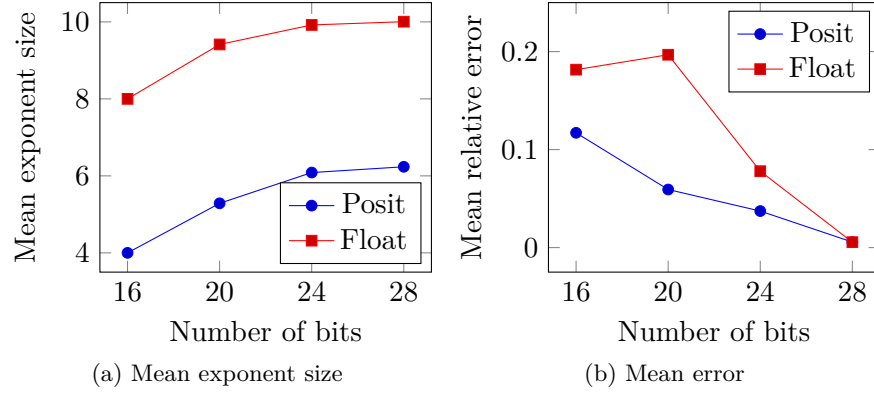 10
8
6
4
16
20
24
28
Mean exponent size
Number of bits
Posit
Float
(a) Mean exponent size
0.2
0.1
0
16
20
24
28
Mean relative error
Number of bits
Posit
Float
(b) Mean error